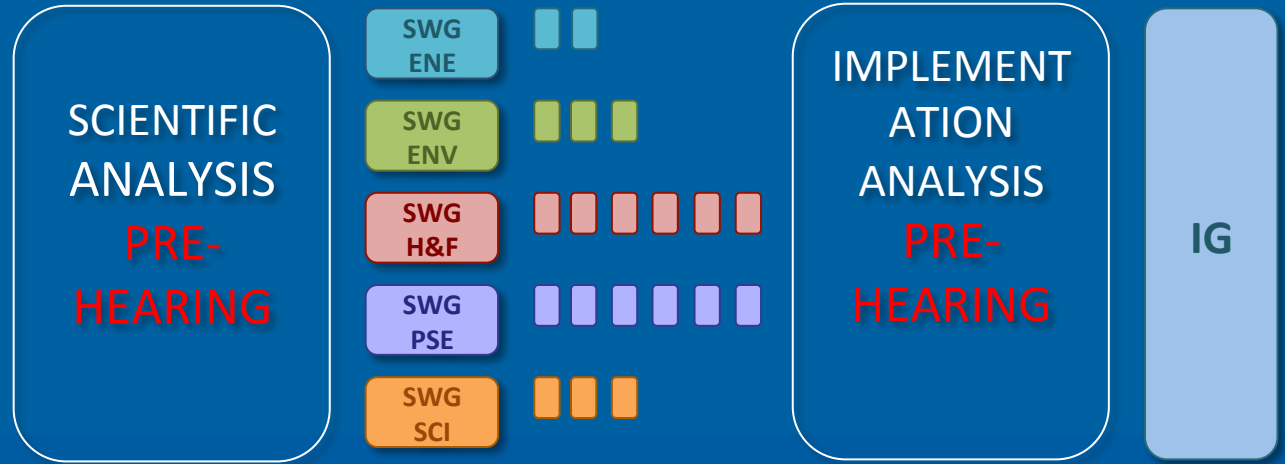 SCIENTIFIC
ANALYSIS
PRE-
HEARING
SWG
ENE
SWG
ENV
SWG
H&F
SWG
PSE
SWG
SCI
IMPLEMENT
ATION
ANALYSIS
PRE-
HEARING
IG